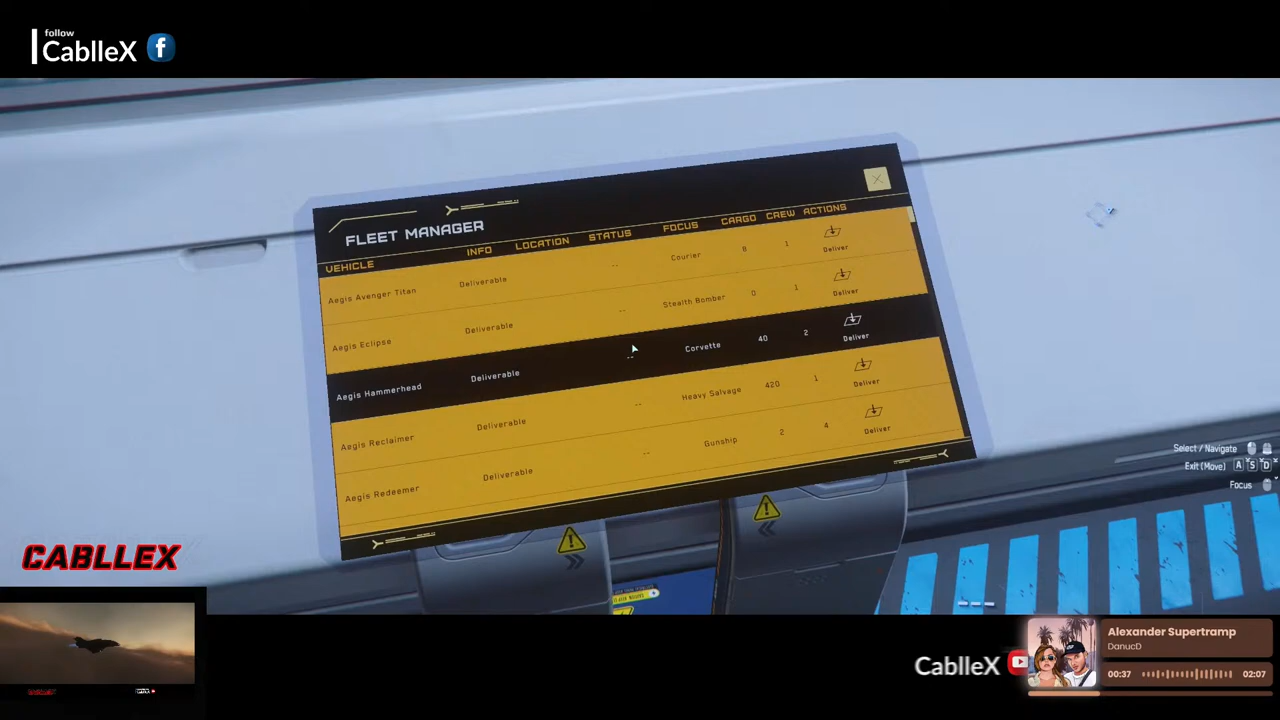 follow
CablleX
FLEET MANAGER
VEHICLE INFO LOCATION STATUS FOCUS CARGO CREW ACTIONS
Aegis Avenger Titan Deliverable -- Courier 8 1 Deliver
Aegis Eclipse Deliverable -- Stealth Bomber 0 1 Deliver
Aegis Hammerhead Deliverable -- Corvette 40 2 Deliver
Aegis Reclaimer Deliverable -- Heavy Salvage 420 1 Deliver
Aegis Redeemer Deliverable -- Gunship 2 4 Deliver
Select / Navigate
Exit (Move) A S D
Focus
CABLLEX
CablleX
Alexander Supertramp
DanucD
00:37 02:07